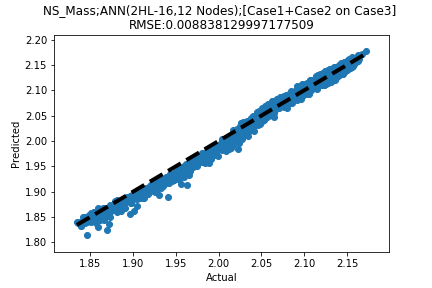 NS_Mass;ANN(2HL-16,12 Nodes);[Case1+Case2 on Case3]
RMSE:0.008838129997177509
2.20
2.15
2.10
2.05
2.00
1.95
1.90
1.85
1.80
Predicted
1.85 1.90 1.95 2.00 2.05 2.10 2.15
Actual